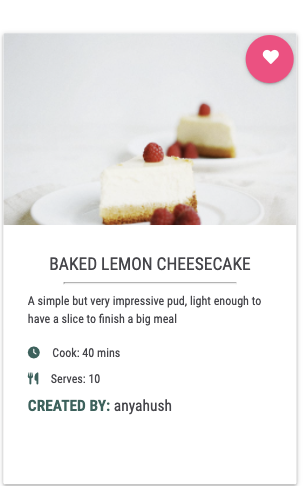 BAKED LEMON CHEESECAKE
A simple but very impressive pud, light enough to
have a slice to finish a big meal
Cook: 40 mins
Serves: 10
CREATED BY: anyahush